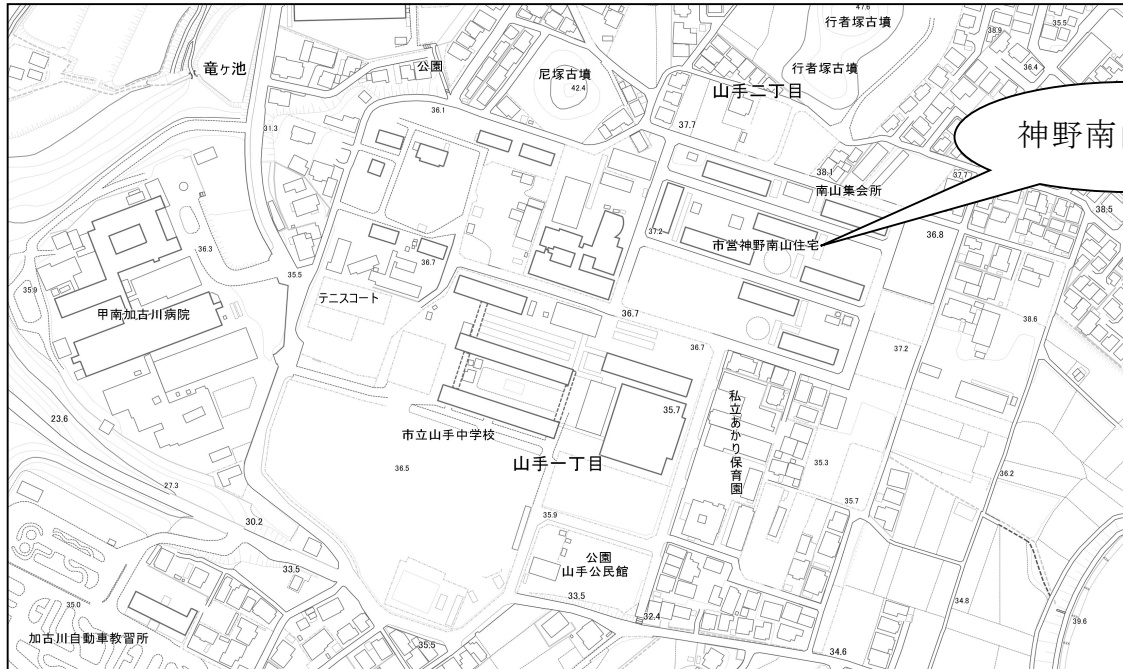 47.6
行者塚古墳
35.5
38.9
竜ヶ池
公園
尼塚古墳
行者塚古墳
36.4
42.4
山手二丁目
36.1
37.7
31.3
神野南
38.1
37.7
南山集会所
38.5
37.2
36.8
市営神野南山住宅
36.3
36.7
35.5
35.9
テニスコート
甲南加古川病院
36.7
38.6
36.7
37.2
23.6
35.7
私立あかり保育園
市立山手中学校
山手一丁目
36.5
35.3
36.2
27.3
35.7
30.2
35.9
33.5
公園
山手公民館
35.0
33.5
34.8
32.4
39.6
加古川自動車教習所
35.5
34.6